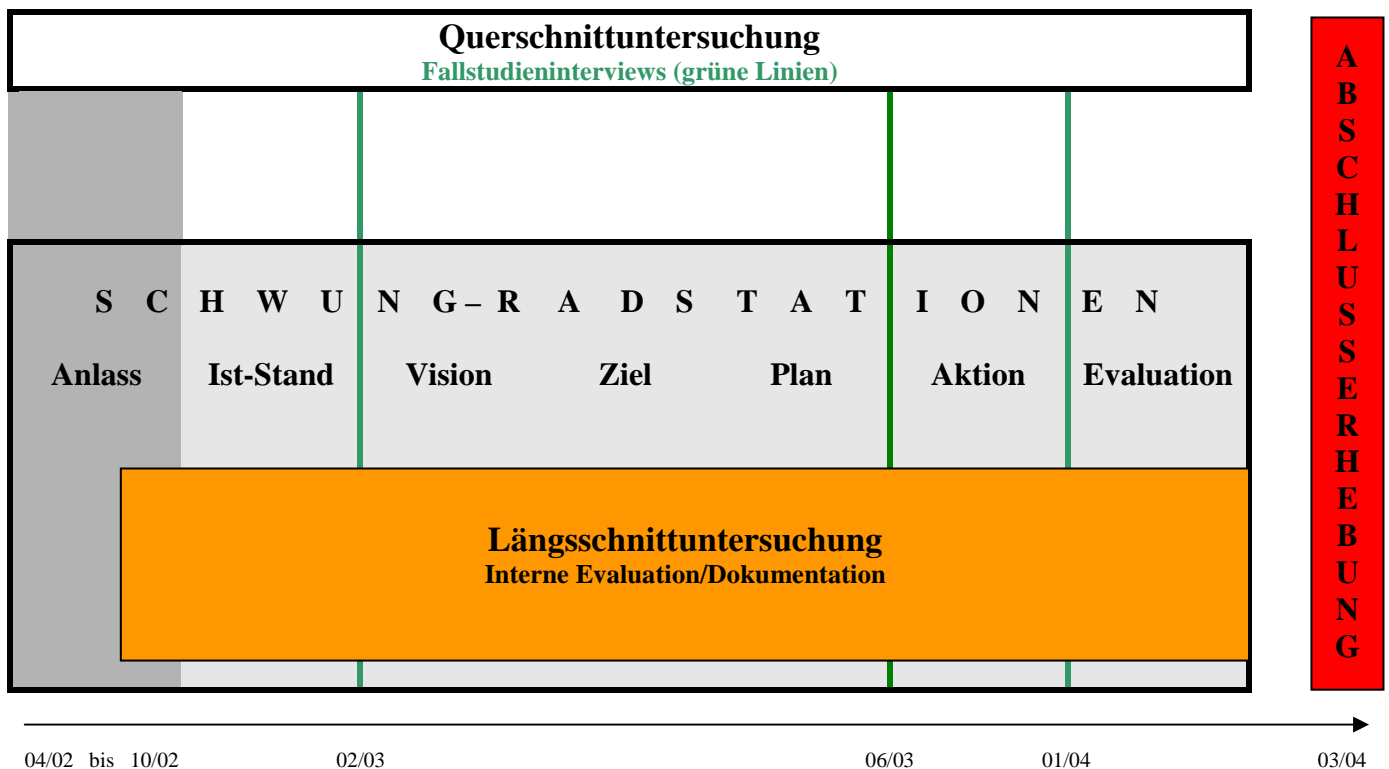 Querschnittuntersuchung
Fallstudieninterviews (grüne Linien)
S C H W U N G – R A D S T A T I O N E N
Anlass Ist-Stand Vision Ziel Plan Aktion Evaluation
Längsschnittuntersuchung
Interne Evaluation/Dokumentation
ABSCHLUSSERHEBUNG
04/02 bis 10/02 02/03 06/03 01/04 03/04